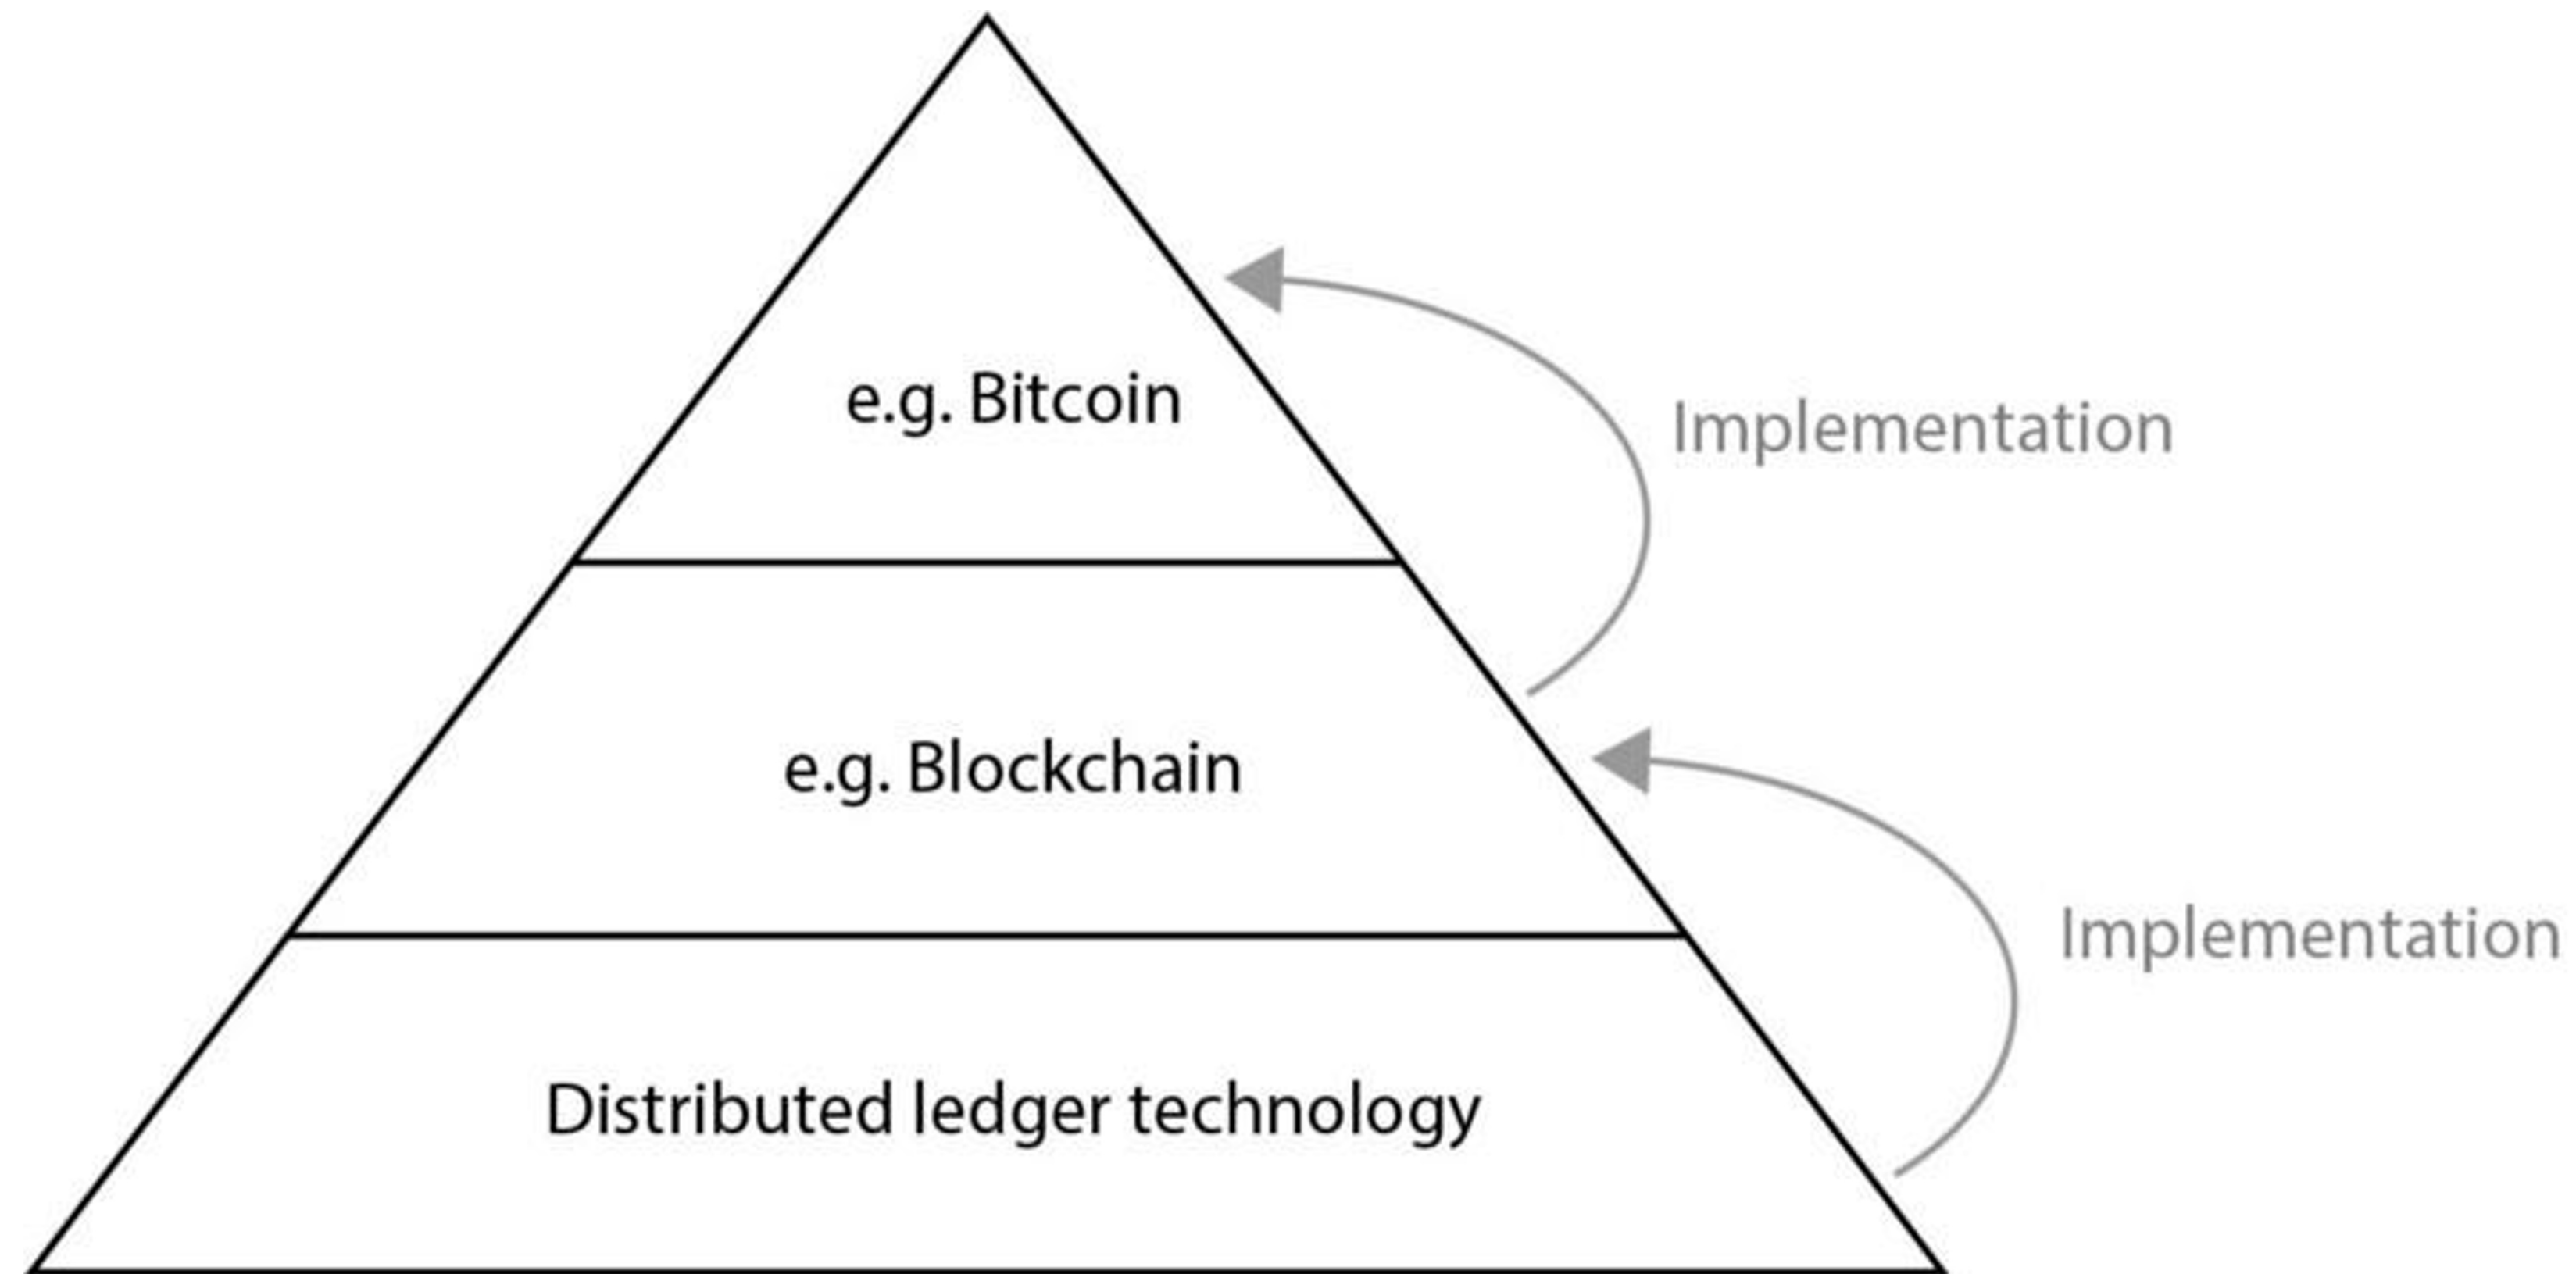 e.g. Bitcoin
Implementation
e.g. Blockchain
Implementation
Distributed ledger technology